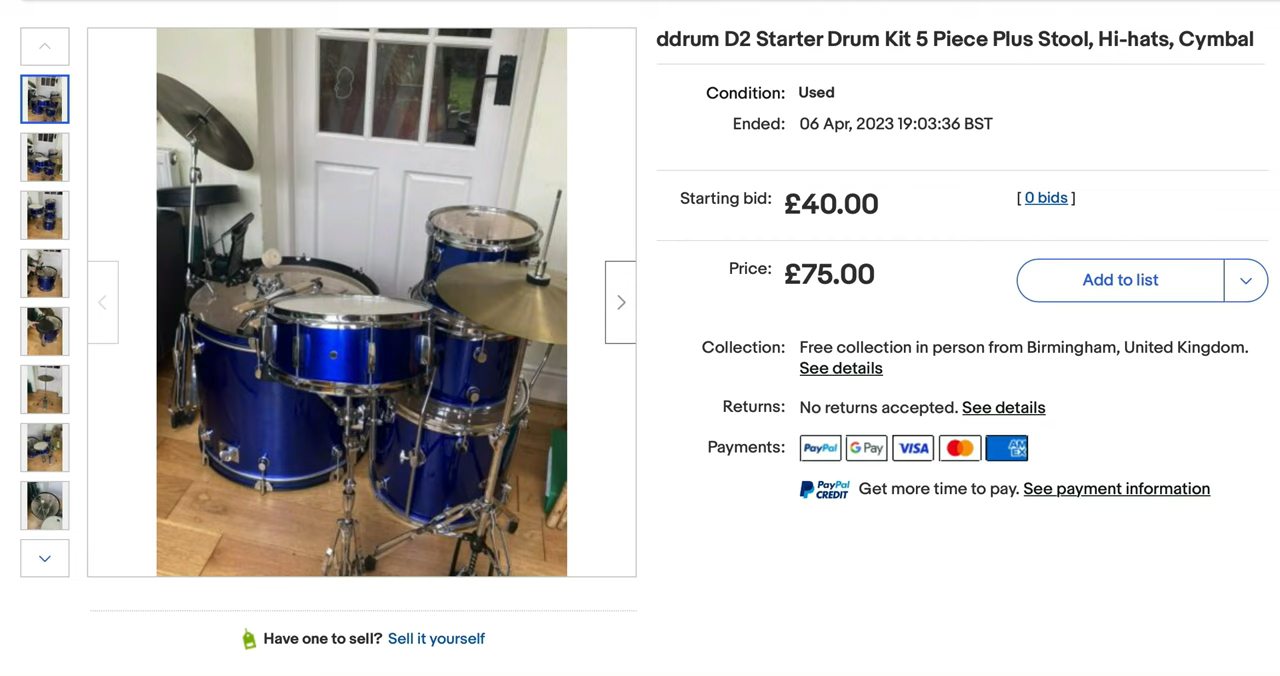 ddrum D2 Starter Drum Kit 5 Piece Plus Stool, Hi-hats, Cymbal
Condition: Used
Ended: 06 Apr, 2023 19:03:36 BST
Starting bid: £40.00 [ 0 bids ]
Price: £75.00 Add to list
Collection: Free collection in person from Birmingham, United Kingdom.
See details
Returns: No returns accepted. See details
Payments: PayPal G Pay VISA AMEX
PayPal CREDIT Get more time to pay. See payment information
Have one to sell? Sell it yourself